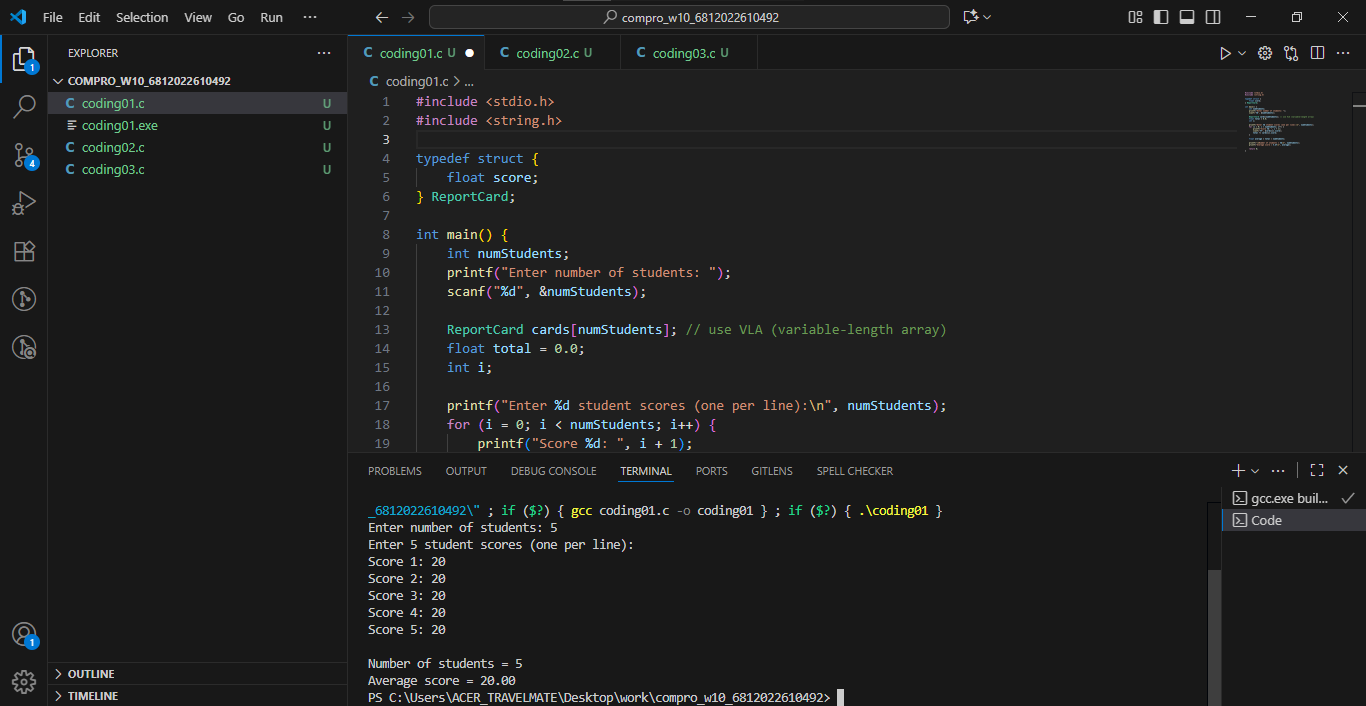 File Edit Selection View Go Run ...
compro_w10_6812022610492
EXPLORER
COMPRO_W10_6812022610492
coding01.c U
coding01.exe U
coding02.c U
coding03.c U
OUTLINE
TIMELINE
1
4
1
coding01.c U
coding02.c U
coding03.c U
coding01.c > ...
1 #include <stdio.h>
2 #include <string.h>
3
4 typedef struct {
5 float score;
6 } ReportCard;
7
8 int main() {
9 int numStudents;
10 printf("Enter number of students: ");
11 scanf("%d", &numStudents);
12
13 ReportCard cards[numStudents]; // use VLA (variable-length array)
14 float total = 0.0;
15 int i;
16
17 printf("Enter %d student scores (one per line):\n", numStudents);
18 for (i = 0; i < numStudents; i++) {
19 printf("Score %d: ", i + 1);
PROBLEMS OUTPUT DEBUG CONSOLE TERMINAL PORTS GITLENS SPELL CHECKER
_6812022610492\" ; if ($?) { gcc coding01.c -o coding01 } ; if ($?) { .\coding01 }
Enter number of students: 5
Enter 5 student scores (one per line):
Score 1: 20
Score 2: 20
Score 3: 20
Score 4: 20
Score 5: 20
Number of students = 5
Average score = 20.00
PS C:\Users\ACER_TRAVELMATE\Desktop\work\compro_w10_6812022610492>
gcc.exe buil...
Code